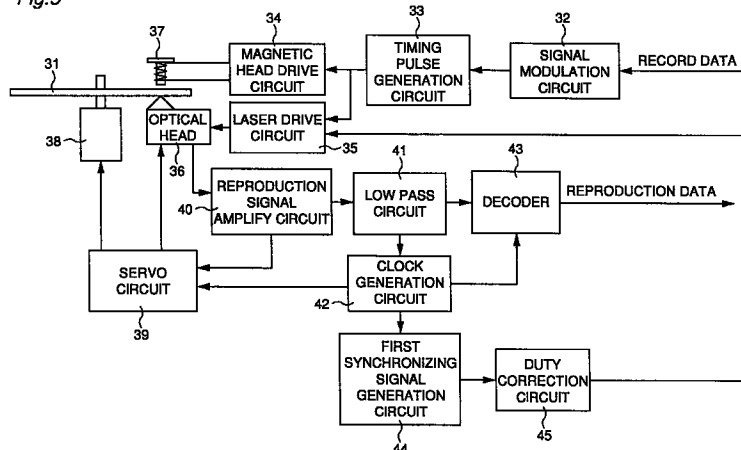 37
34
33
32
MAGNETIC
HEAD DRIVE
CIRCUIT
TIMING
PULSE
GENERATION
CIRCUIT
SIGNAL
MODULATION
CIRCUIT
RECORD DATA
31
OPTICAL
HEAD
LASER DRIVE
CIRCUIT
38
36
35
41
43
REPRODUCTION
SIGNAL
AMPLIFY CIRCUIT
40
LOW PASS
CIRCUIT
DECODER
REPRODUCTION DATA
SERVO
CIRCUIT
39
CLOCK
GENERATION
CIRCUIT
42
FIRST
SYNCHRONIZING
SIGNAL
GENERATION
CIRCUIT
44
DUTY
CORRECTION
CIRCUIT
45